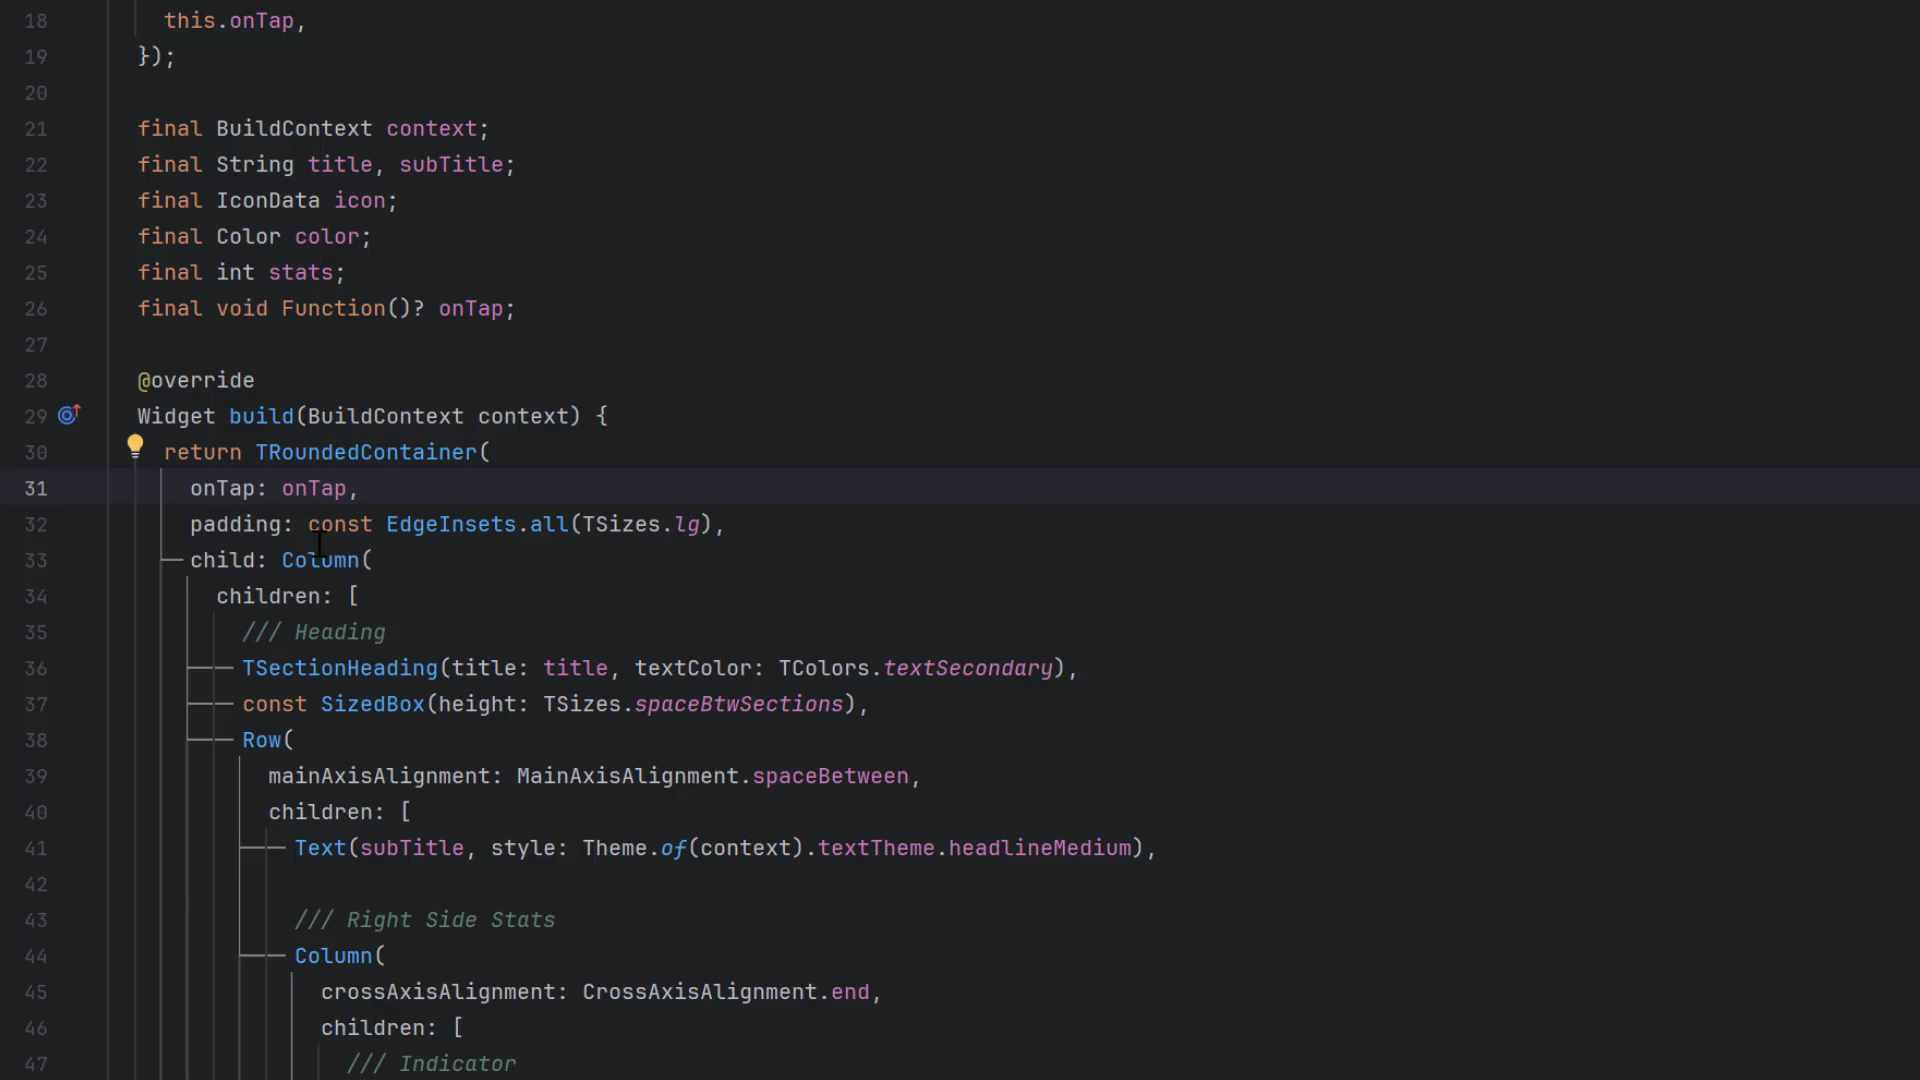 18 this.onTap,
19 });
20
21 final BuildContext context;
22 final String title, subTitle;
23 final IconData icon;
24 final Color color;
25 final int stats;
26 final void Function()? onTap;
27
28 @override
29 Widget build(BuildContext context) {
30 return TRoundedContainer(
31 onTap: onTap,
32 padding: const EdgeInsets.all(TSizes.lg),
33 child: Column(
34 children: [
35 /// Heading
36 TSectionHeading(title: title, textColor: TColors.textSecondary),
37 const SizedBox(height: TSizes.spaceBtwSections),
38 Row(
39 mainAxisAlignment: MainAxisAlignment.spaceBetween,
40 children: [
41 Text(subTitle, style: Theme.of(context).textTheme.headlineMedium),
42
43 /// Right Side Stats
44 Column(
45 crossAxisAlignment: CrossAxisAlignment.end,
46 children: [
47 /// Indicator